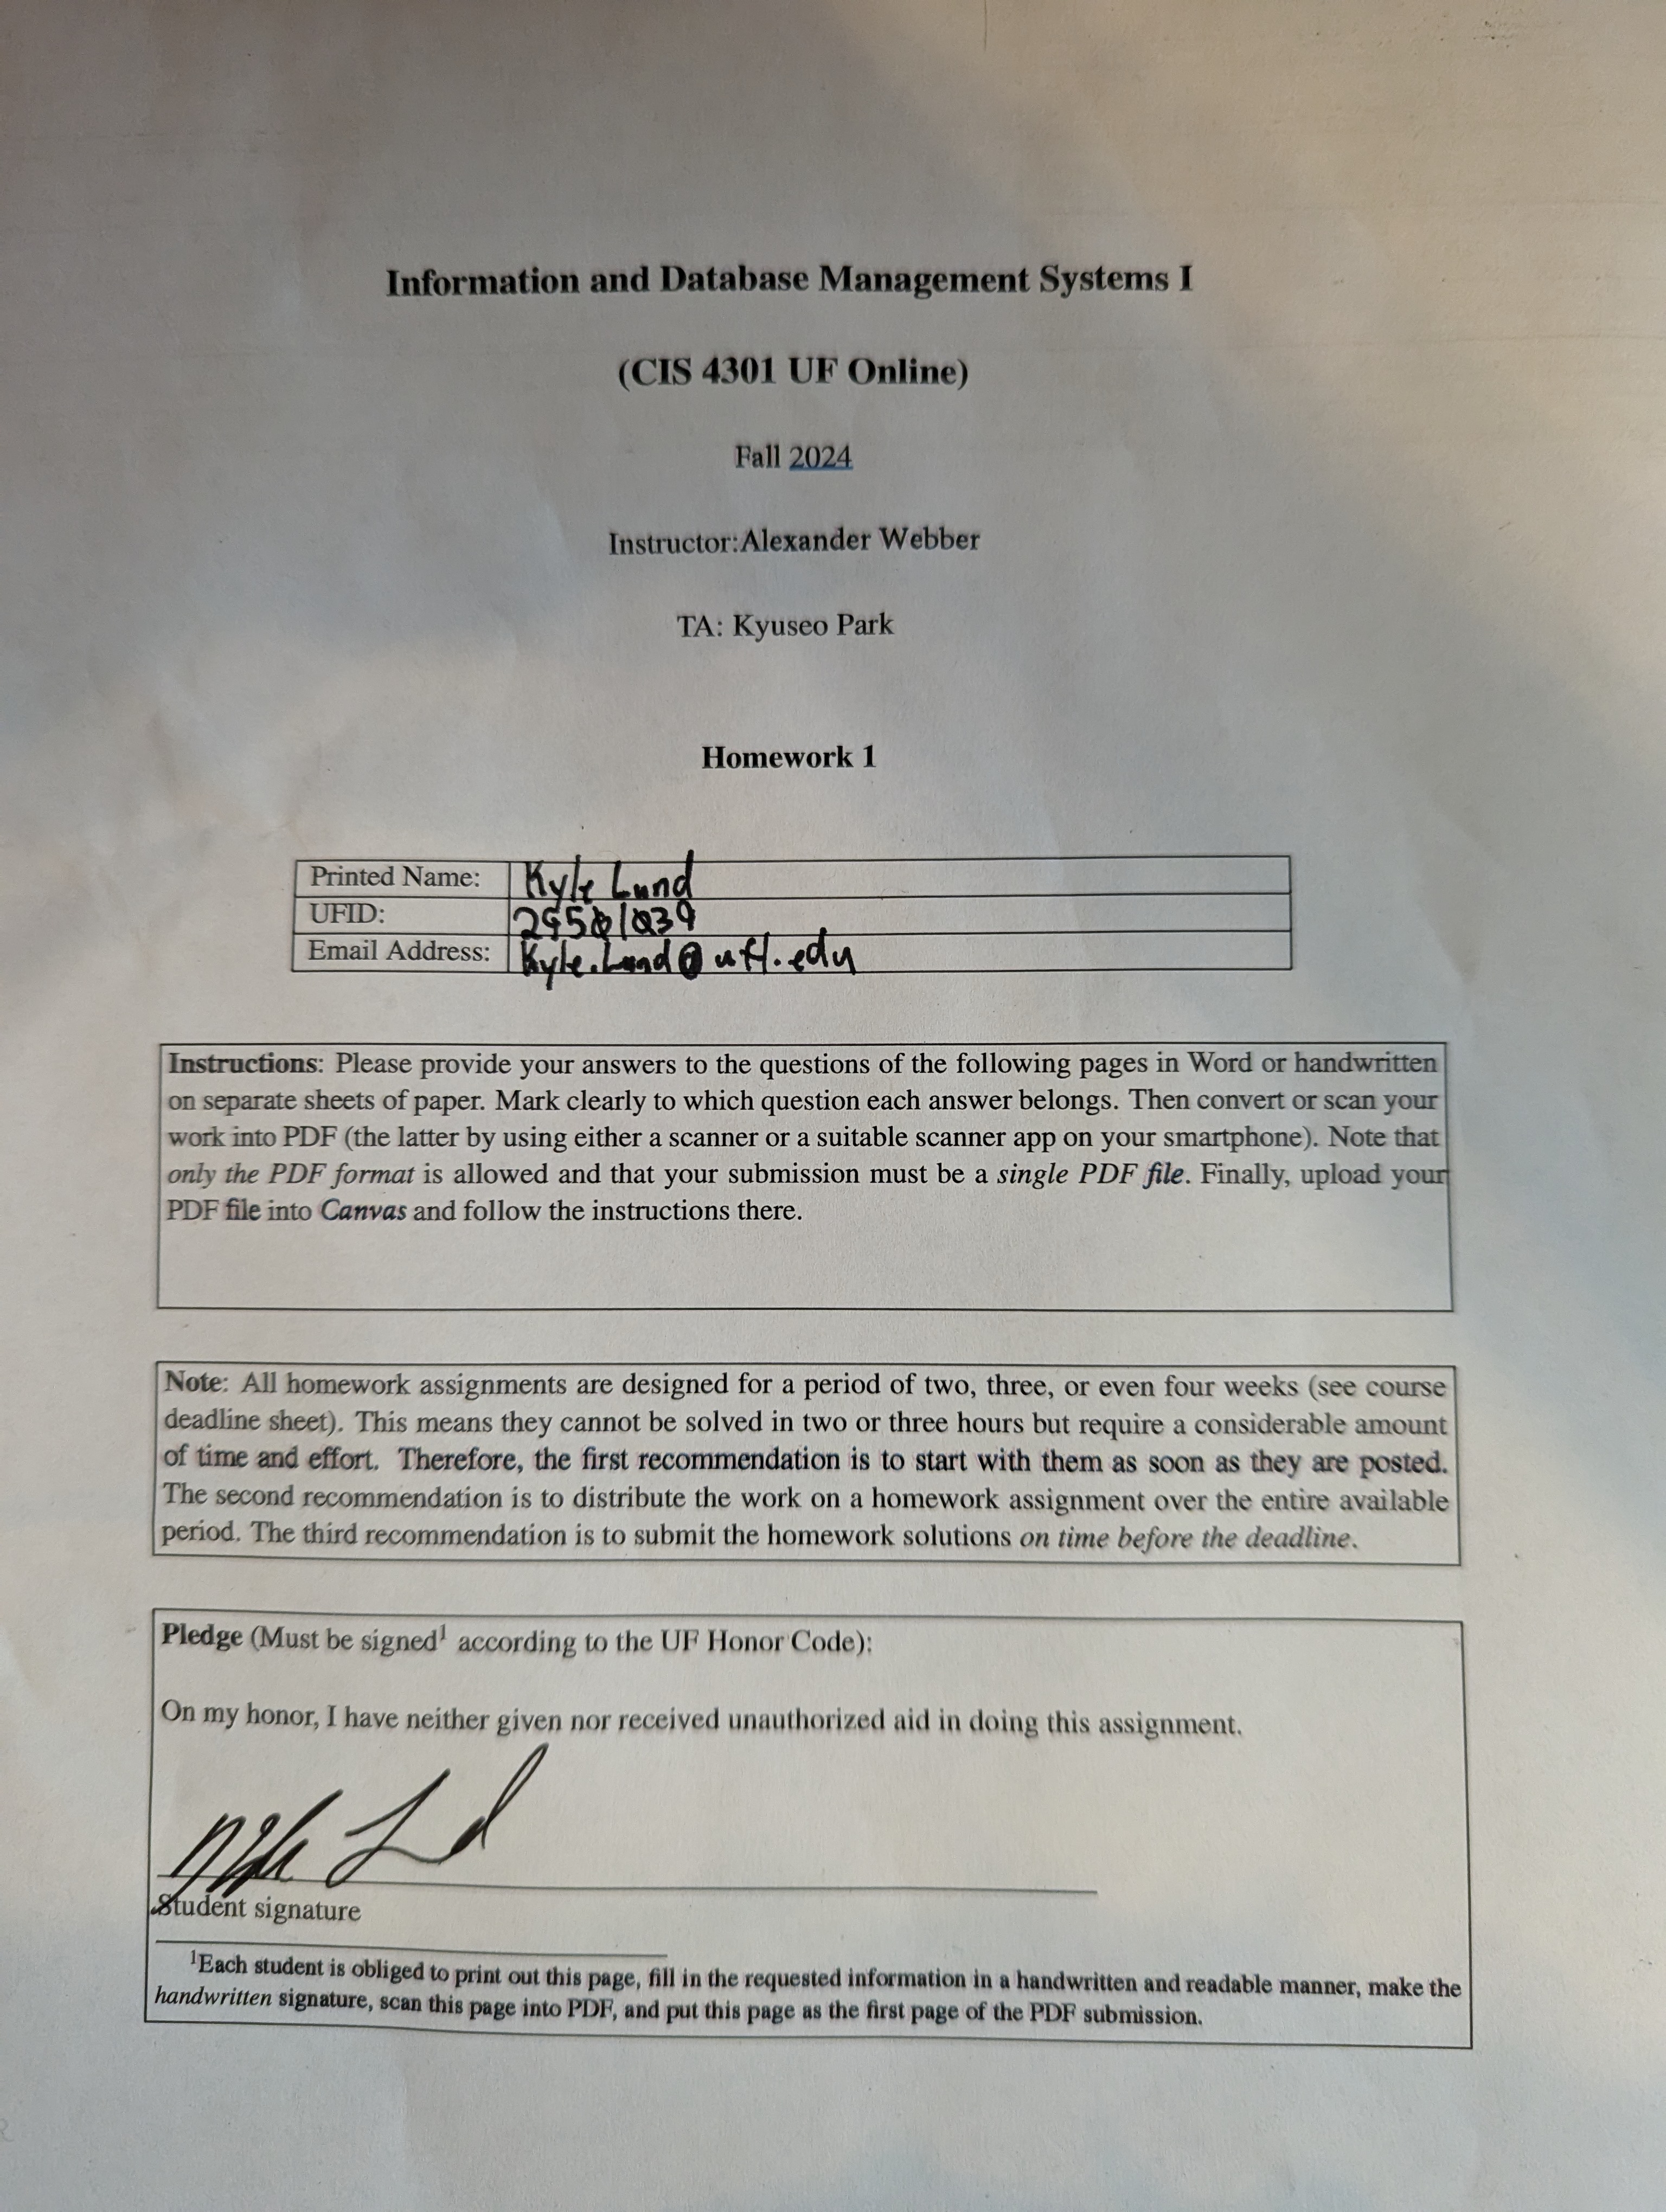 Information and Database Management Systems I
(CIS 4301 UF Online)
Fall 2024
Instructor:Alexander Webber
TA: Kyuseo Park
Homework 1
Printed Name: Kyle Lund
UFID:
Email Address: Kyle.Lund@ufl.edu
Instructions: Please provide your answers to the questions of the following pages in Word or handwritten
on separate sheets of paper. Mark clearly to which question each answer belongs. Then convert or scan your
work into PDF (the latter by using either a scanner or a suitable scanner app on your smartphone). Note that
only the PDF format is allowed and that your submission must be a single PDF file. Finally, upload your
PDF file into Canvas and follow the instructions there.
Note: All homework assignments are designed for a period of two, three, or even four weeks (see course
deadline sheet). This means they cannot be solved in two or three hours but require a considerable amount
of time and effort. Therefore, the first recommendation is to start with them as soon as they are posted.
The second recommendation is to distribute the work on a homework assignment over the entire available
period. The third recommendation is to submit the homework solutions on time before the deadline.
Pledge (Must be signed¹ according to the UF Honor Code):
On my honor, I have neither given nor received unauthorized aid in doing this assignment.
Student signature
¹Each student is obliged to print out this page, fill in the requested information in a handwritten and readable manner, make the
handwritten signature, scan this page into PDF, and put this page as the first page of the PDF submission.